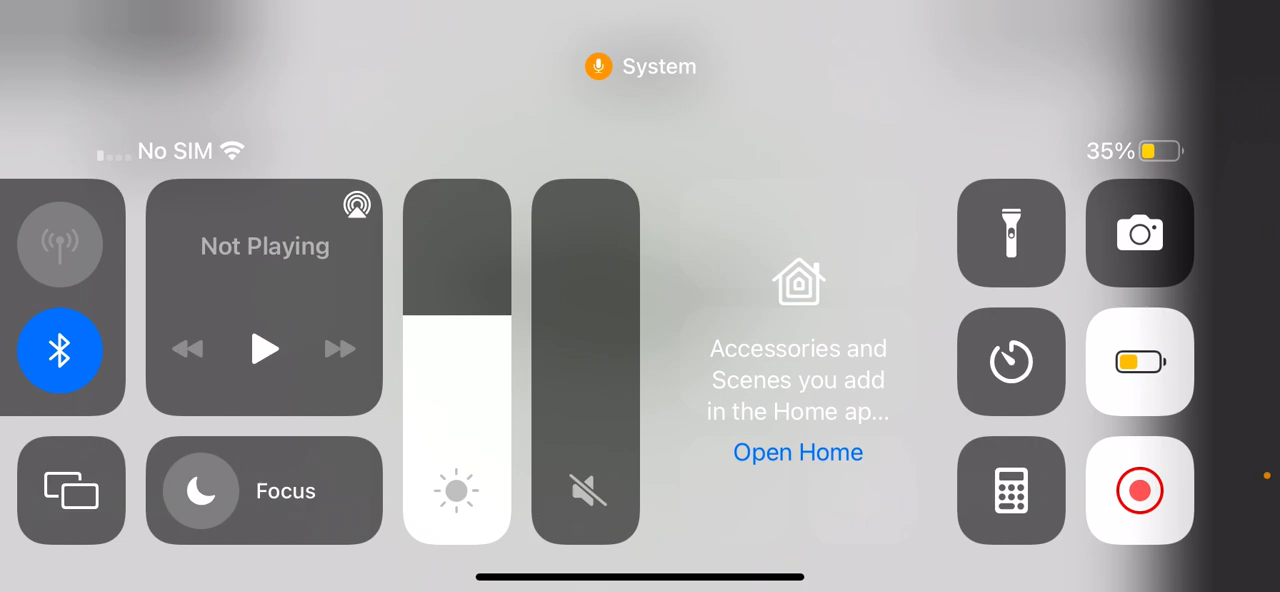 System
No SIM
35%
Not Playing
Accessories and
Scenes you add
in the Home ap...
Open Home
Focus